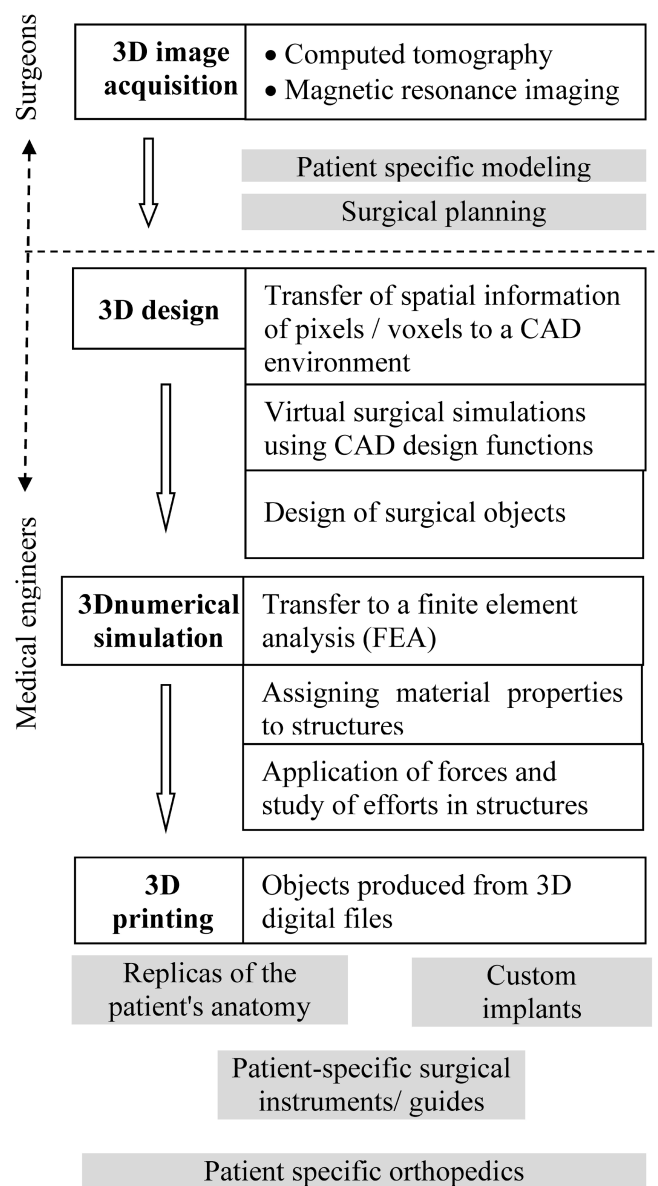 Surgeons
3D image
acquisition
• Computed tomography
• Magnetic resonance imaging
Patient specific modeling
Surgical planning
Medical engineers
3D design
Transfer of spatial information
of pixels / voxels to a CAD
environment
Virtual surgical simulations
using CAD design functions
Design of surgical objects
3Dnumerical
simulation
Transfer to a finite element
analysis (FEA)
Assigning material properties
to structures
Application of forces and
study of efforts in structures
3D
printing
Objects produced from 3D
digital files
Replicas of the
patient's anatomy
Custom
implants
Patient-specific surgical
instruments/ guides
Patient specific orthopedics